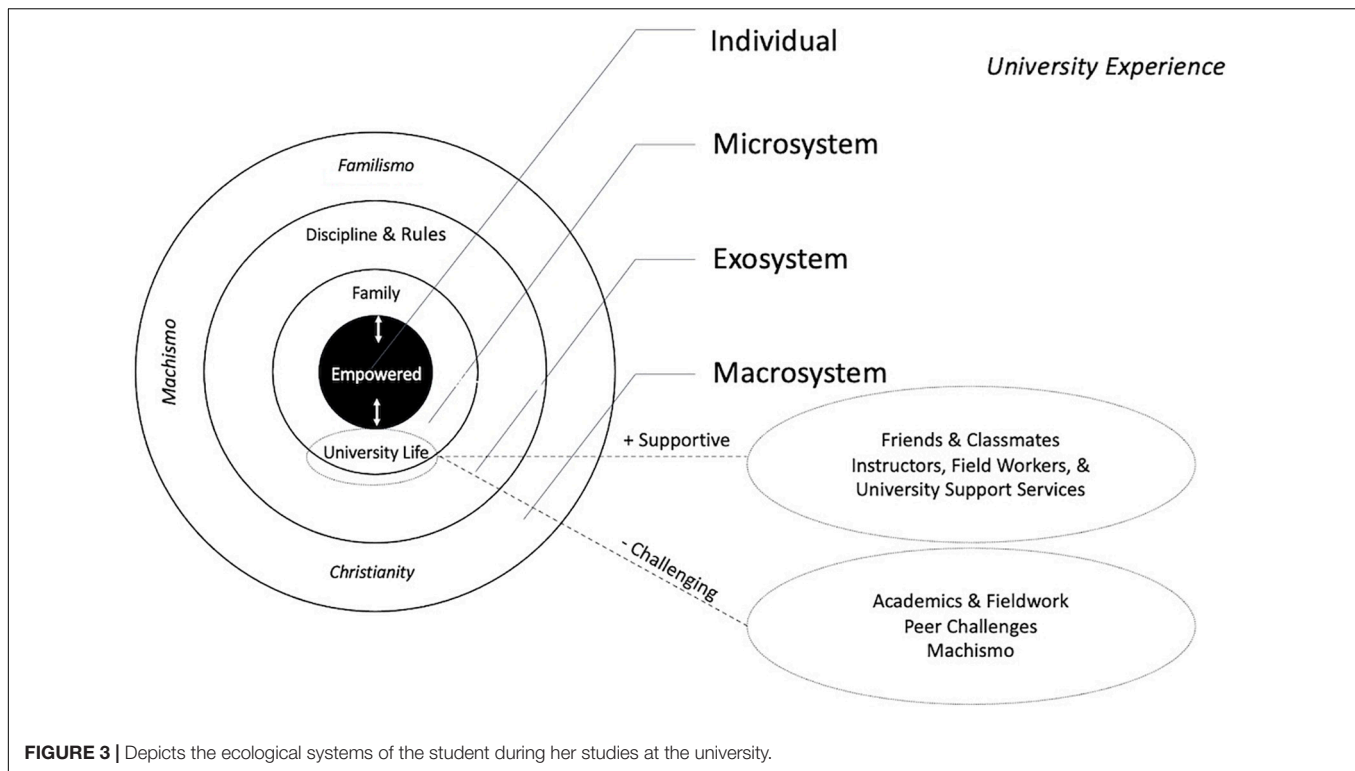 Individual
University Experience
Microsystem
Familismo
Discipline & Rules
Exosystem
Family
Machismo
Empowered
Macrosystem
University Life
+ Supportive
Friends & Classmates
Instructors, Field Workers, &
University Support Services
- Challenging
Christianity
Academics & Fieldwork
Peer Challenges
Machismo
FIGURE 3 | Depicts the ecological systems of the student during her studies at the university.